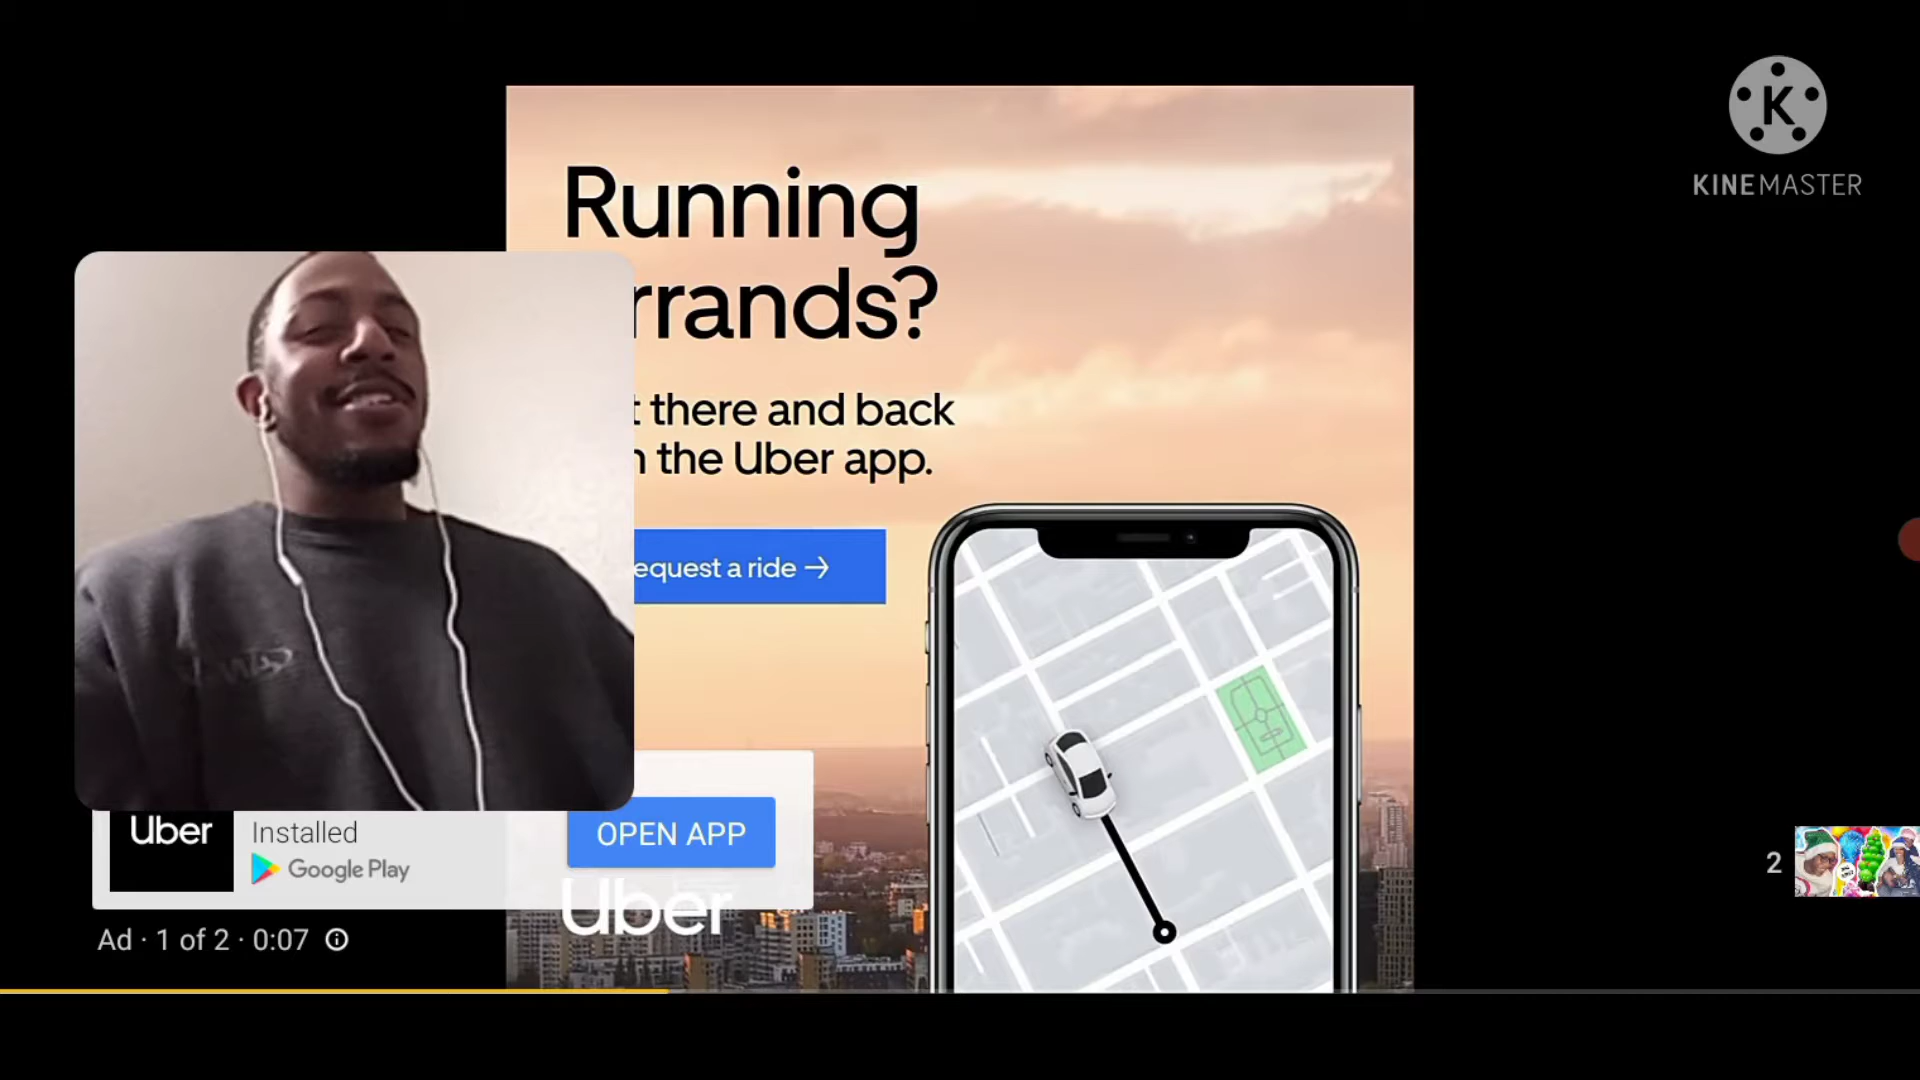 K
KINEMASTER
Running
rrands?
t there and back
n the Uber app.
equest a ride →
Uber
Installed
Google Play
OPEN APP
Uber
Ad · 1 of 2 · 0:07
2